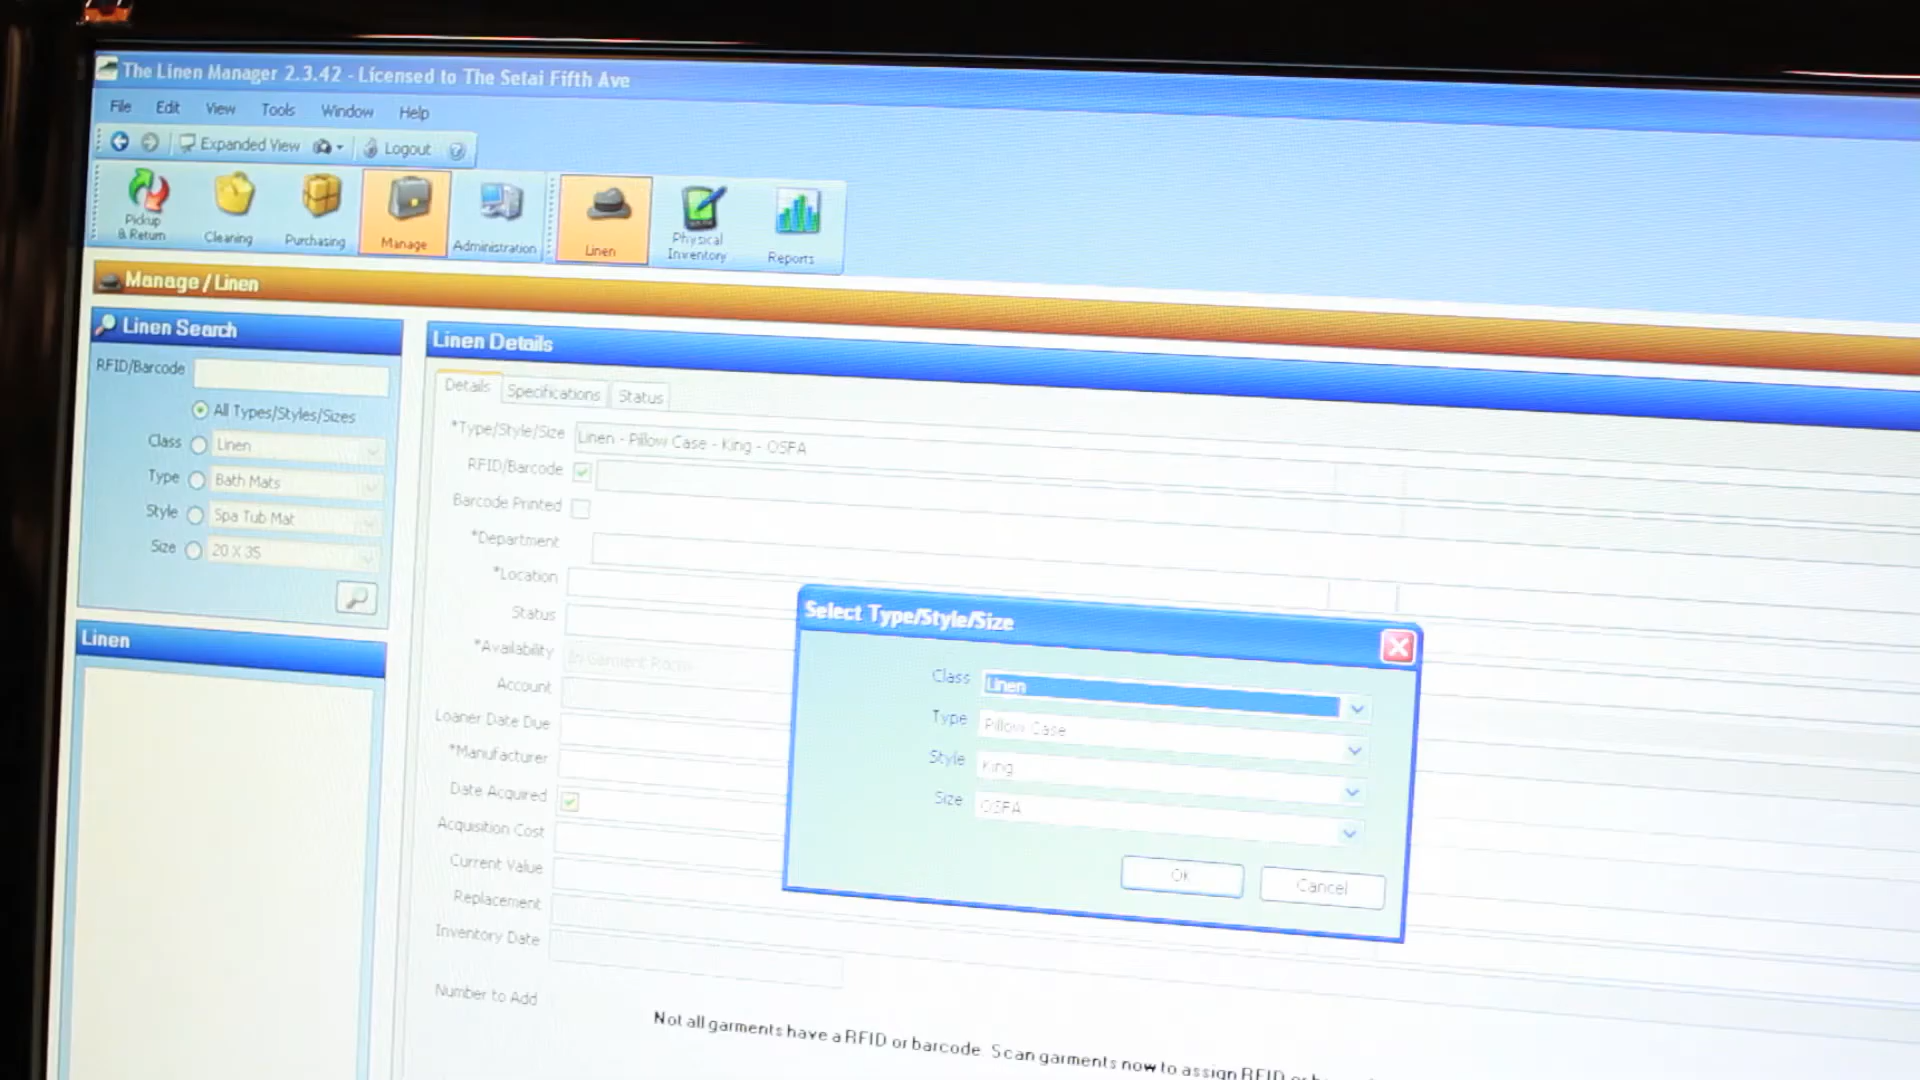 The Linen Manager 2.3.42 - Licensed to The Setai Fifth Ave
File Edit View Tools Window Help
Expanded View Logout
Pickup & Return Cleaning Purchasing Manage Administration Linen Physical Inventory Reports
Manage / Linen
Linen Search
RFID/Barcode
All Types/Styles/Sizes
Class Linen
Type Bath Mats
Style Spa Tub Mat
Size 20 X 35
Linen
Linen Details
Details Specifications Status
*Type/Style/Size Linen - Pillow Case - King - OSFA
RFID/Barcode
Barcode Printed
*Department
*Location
Status
*Availability In Garment Room
Account
Loaner Date Due
*Manufacturer
Date Acquired
Acquisition Cost
Current Value
Replacement
Inventory Date
Number to Add
Not all garments have a RFID or barcode. Scan garments now to assign RFID or
Select Type/Style/Size
Class Linen
Type Pillow Case
Style King
Size OSFA
OK Cancel